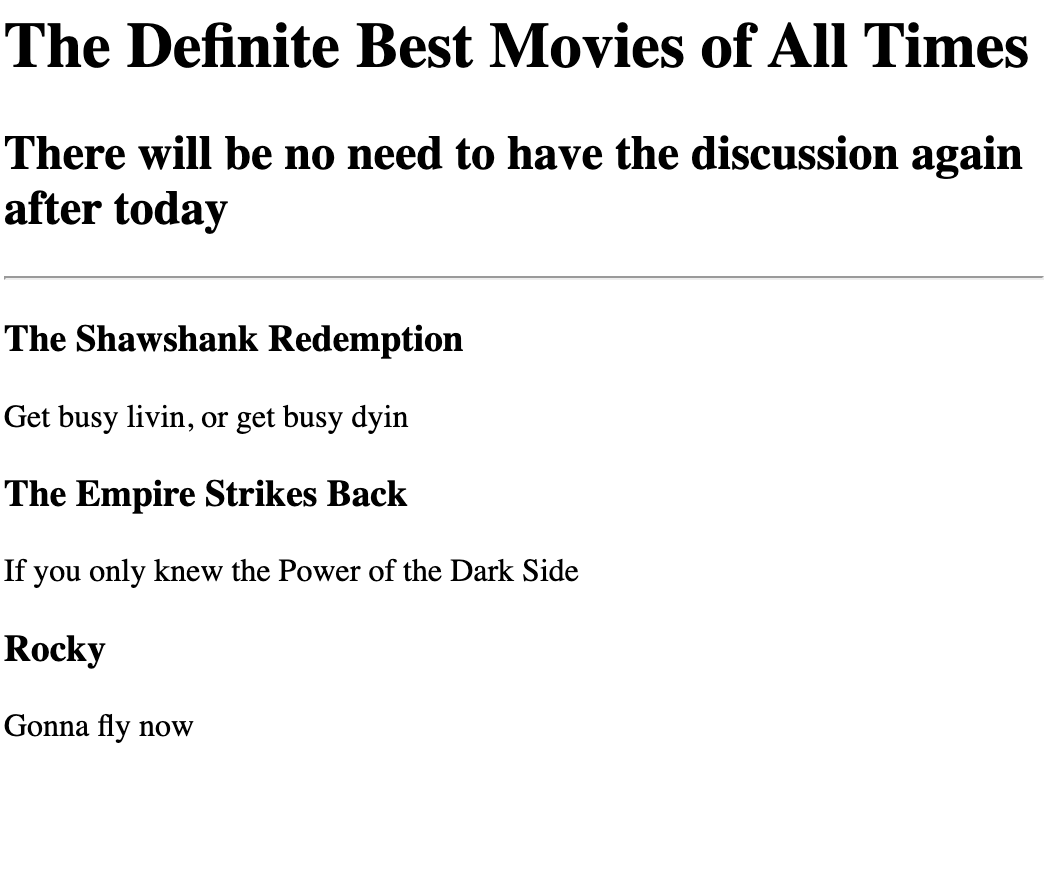 The Definite Best Movies of All Times
There will be no need to have the discussion again
after today
The Shawshank Redemption
Get busy livin, or get busy dyin
The Empire Strikes Back
If you only knew the Power of the Dark Side
Rocky
Gonna fly now